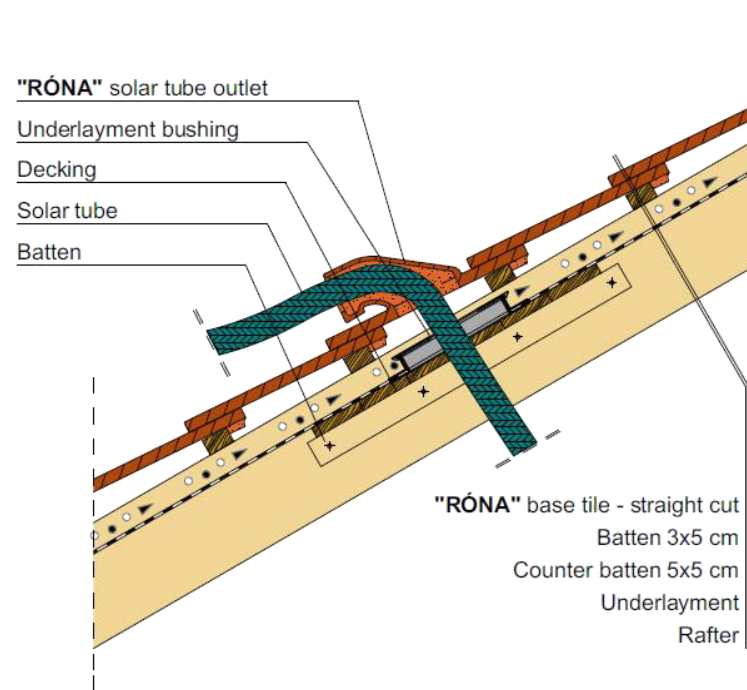 "RÓNA" solar tube outlet
Underlayment bushing
Decking
Solar tube
Batten
"RÓNA" base tile - straight cut
Batten 3x5 cm
Counter batten 5x5 cm
Underlayment
Rafter